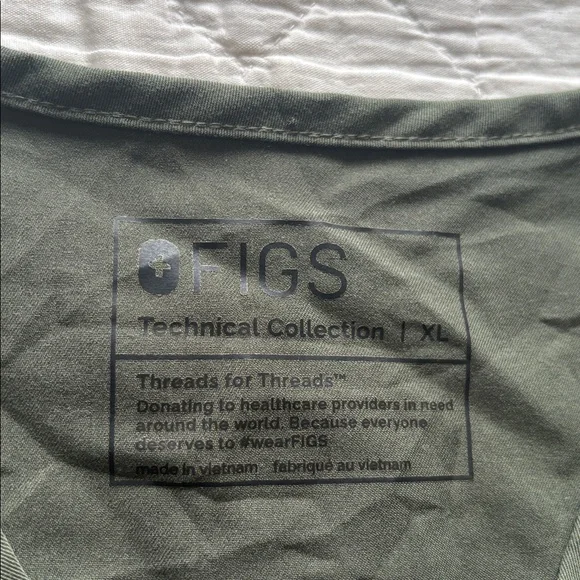 FIGS
Technical Collection | XL
Threads for Threads™
Donating to healthcare providers in need
around the world. Because everyone
deserves to #wearFIGS
made in vietnam fabriqué au vietnam